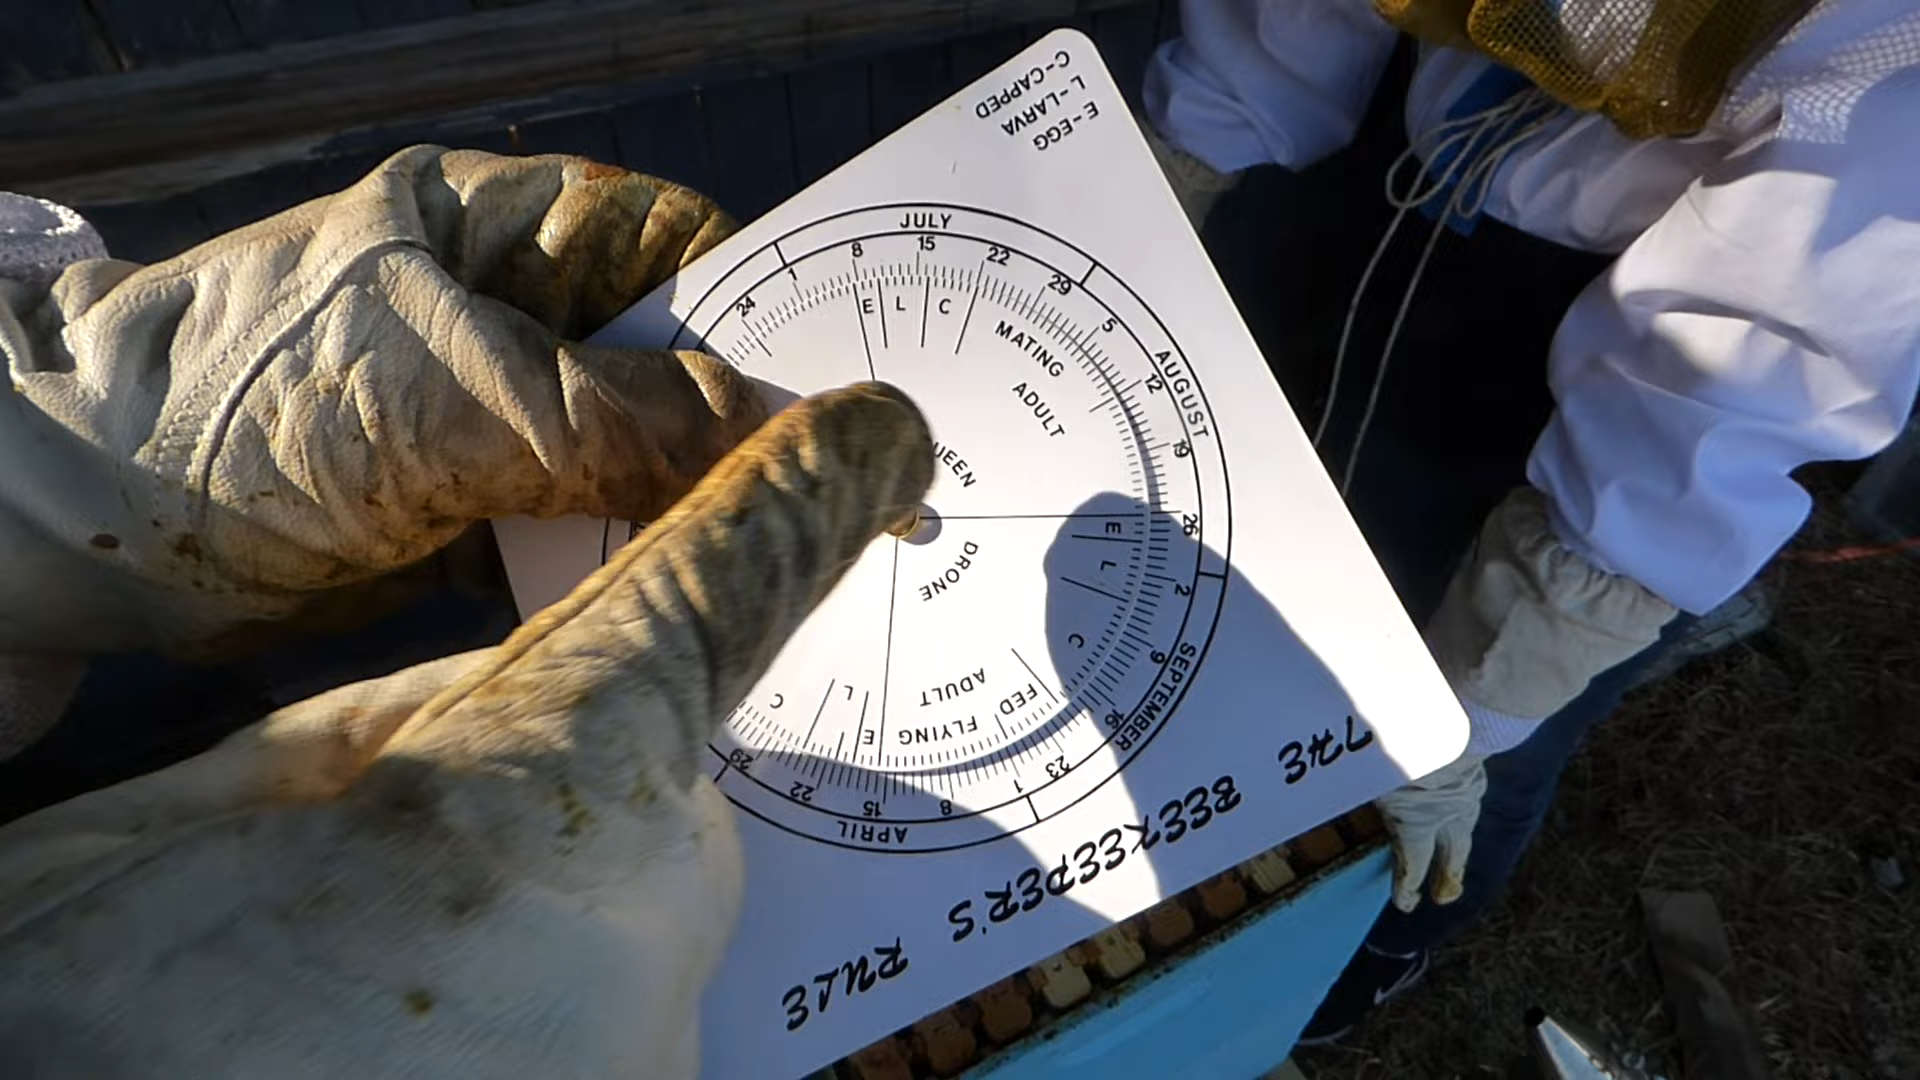 THE BEEKEEPER'S RULE
E-EGG
L-LARVA
C-CAPPED
JULY
24 1 8 15 22 29
AUGUST
5 12 19 26
SEPTEMBER
2 9 16 23
1 8 15 22 29
APRIL
E L C
MATING
ADULT
DRONE
E L C
FED
ADULT
FLYING
E L C